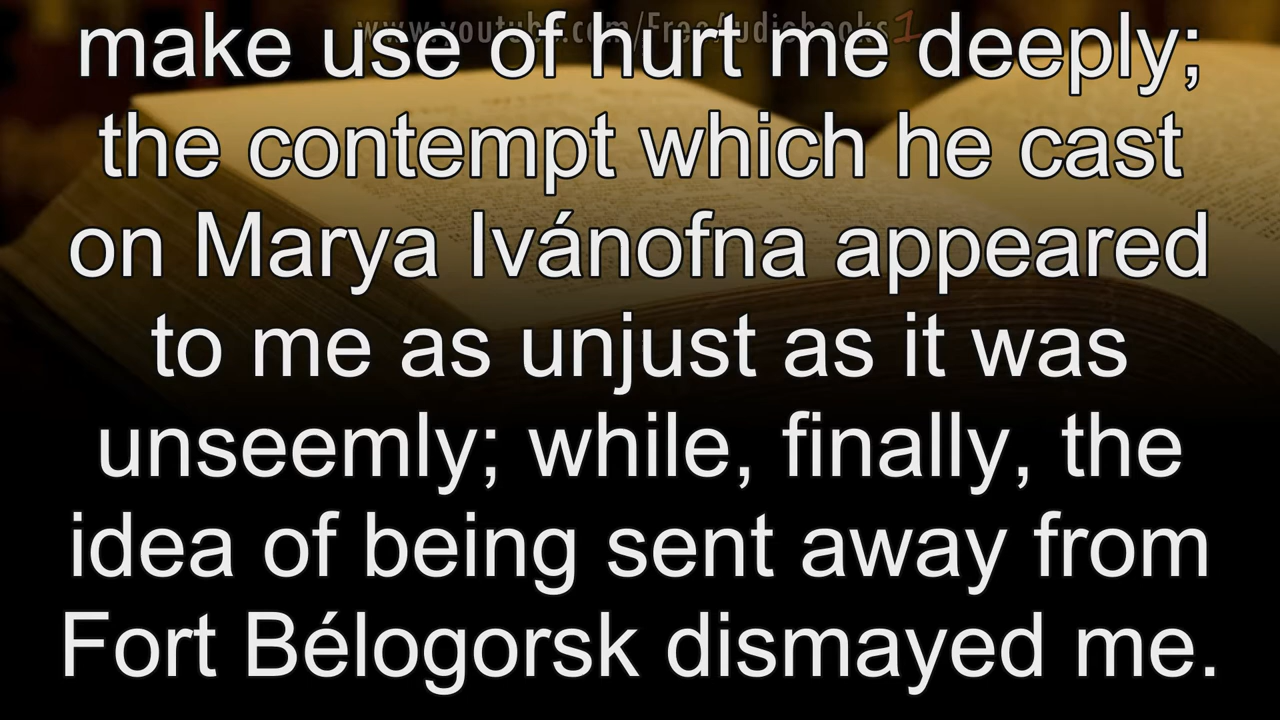 www.youtube.com/FreeAudiobooks1
make use of hurt me deeply;
the contempt which he cast
on Marya Ivánofna appeared
to me as unjust as it was
unseemly; while, finally, the
idea of being sent away from
Fort Bélogorsk dismayed me.